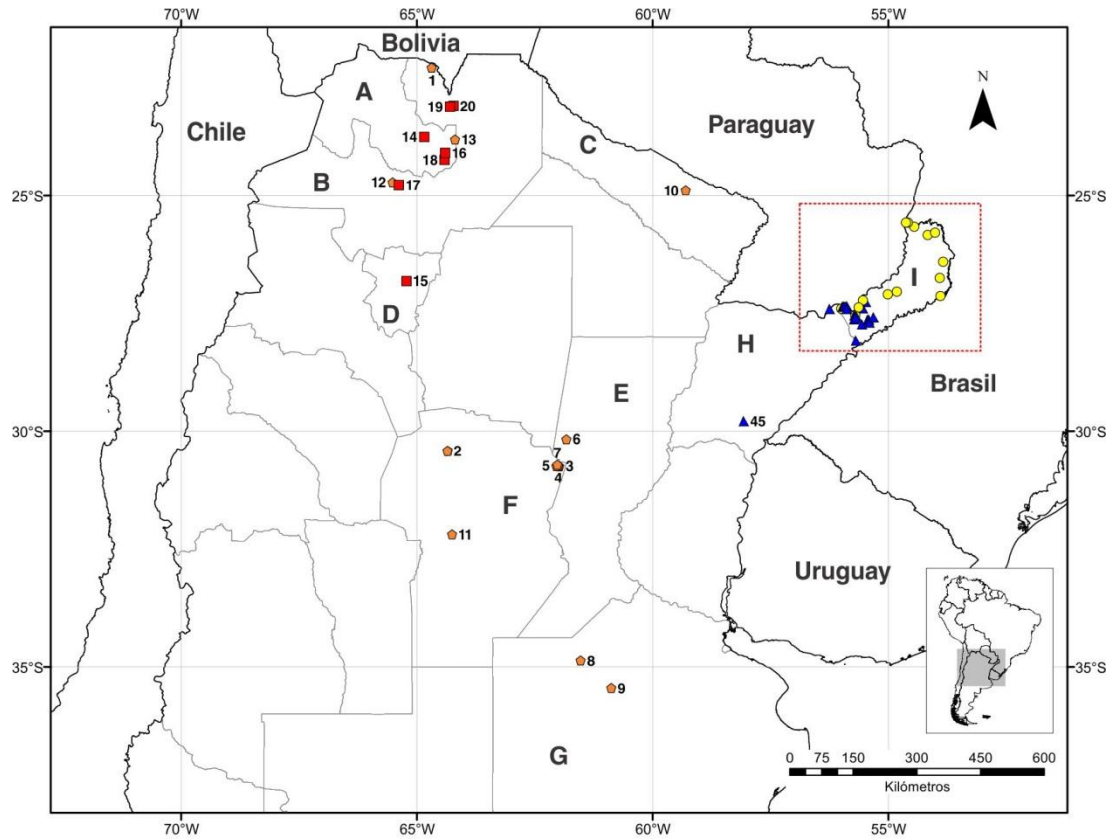 70°W 65°W 60°W 55°W
Bolivia
N
1
A
19 20
Chile
Paraguay
14 13
C
16
18
B
12 17
10
25°S 25°S
I
15
D
H
Brasil
E
45
6
30°S 30°S
2
7
5 3
4
F
11
Uruguay
8
35°S 35°S
9
G
0 75 150 300 450 600
Kilómetros
70°W 65°W 60°W 55°W